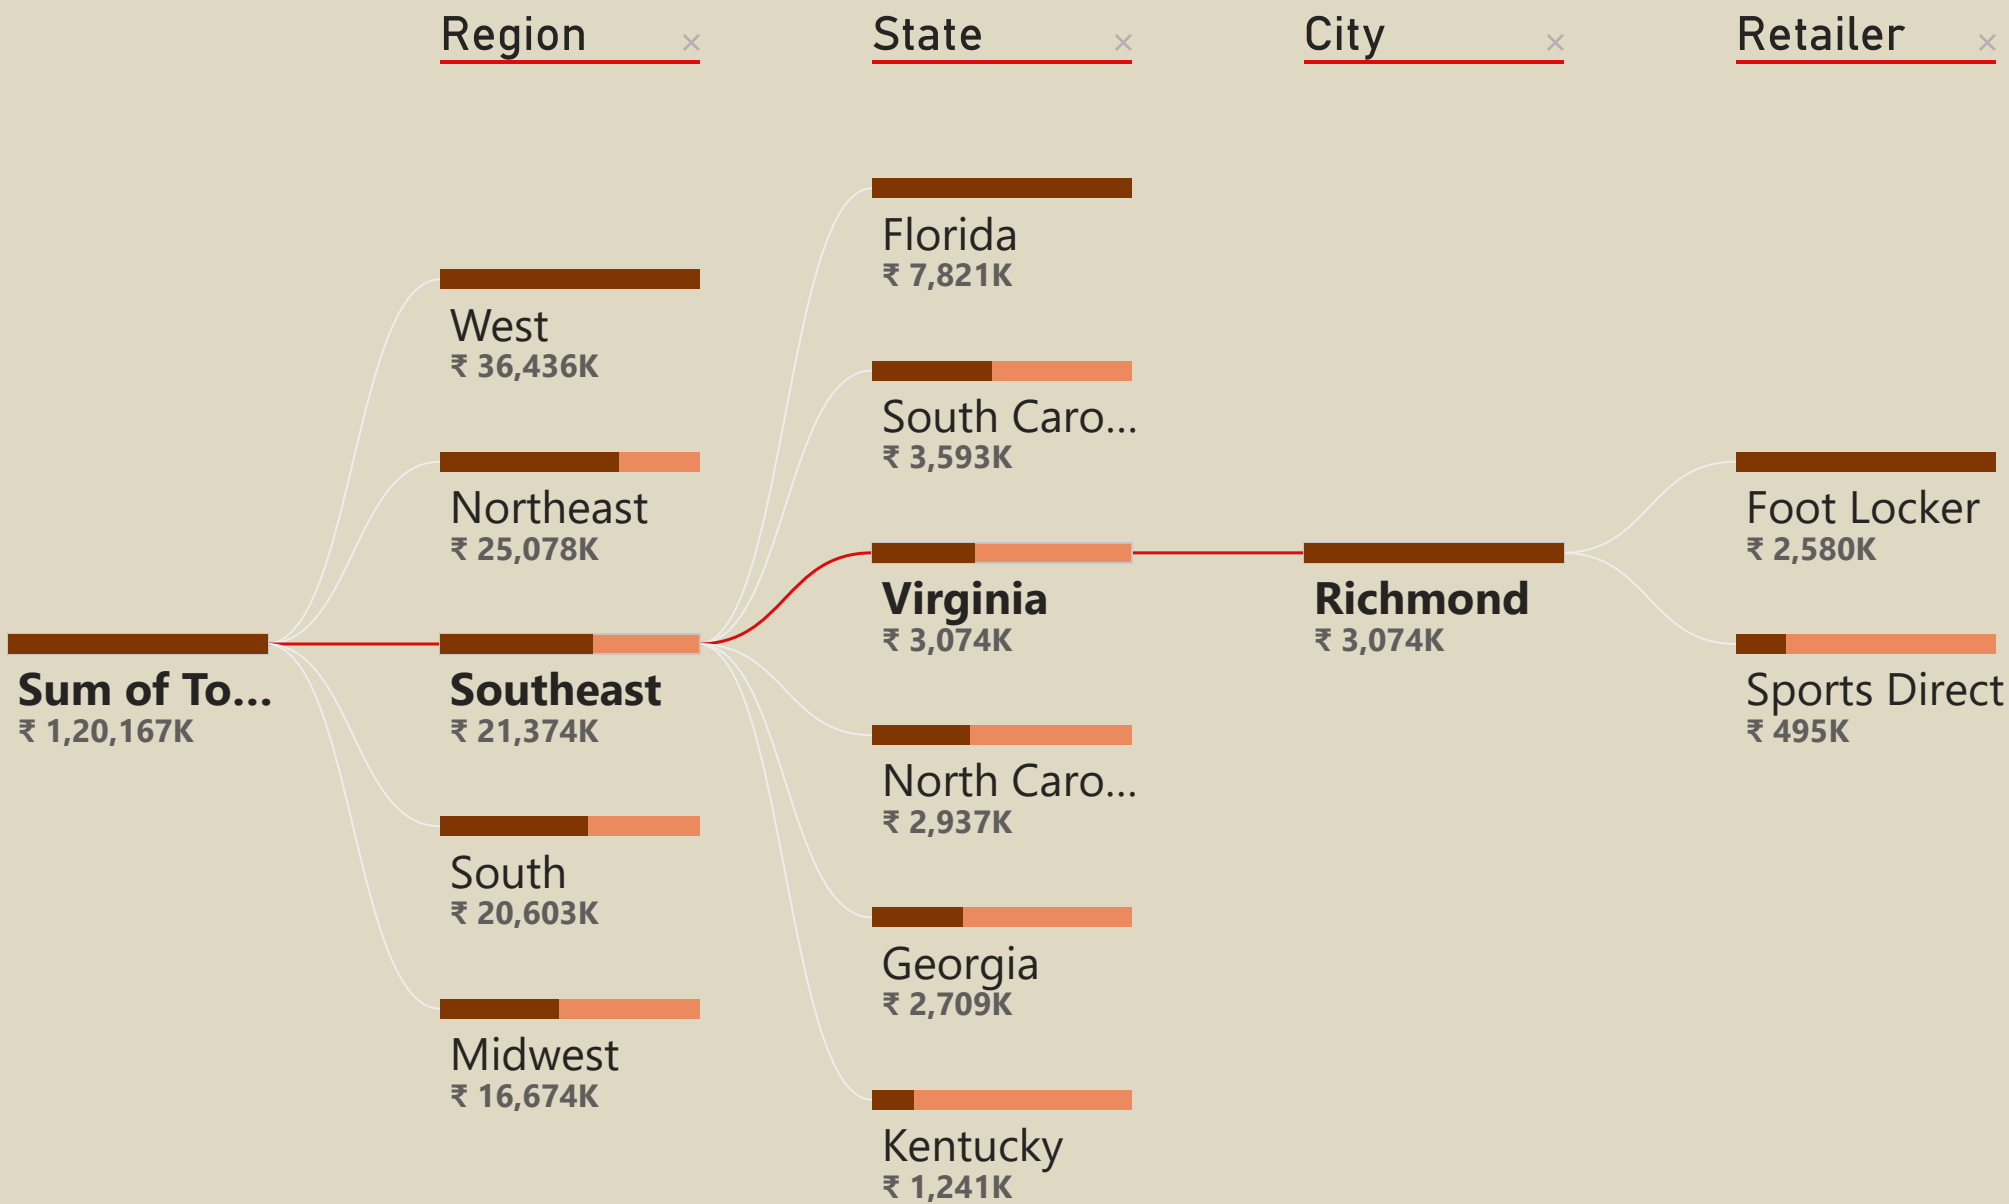 Region ×
State ×
City ×
Retailer ×
Sum of To...
₹ 1,20,167K
West
₹ 36,436K
Northeast
₹ 25,078K
Southeast
₹ 21,374K
South
₹ 20,603K
Midwest
₹ 16,674K
Florida
₹ 7,821K
South Caro...
₹ 3,593K
Virginia
₹ 3,074K
North Caro...
₹ 2,937K
Georgia
₹ 2,709K
Kentucky
₹ 1,241K
Richmond
₹ 3,074K
Foot Locker
₹ 2,580K
Sports Direct
₹ 495K